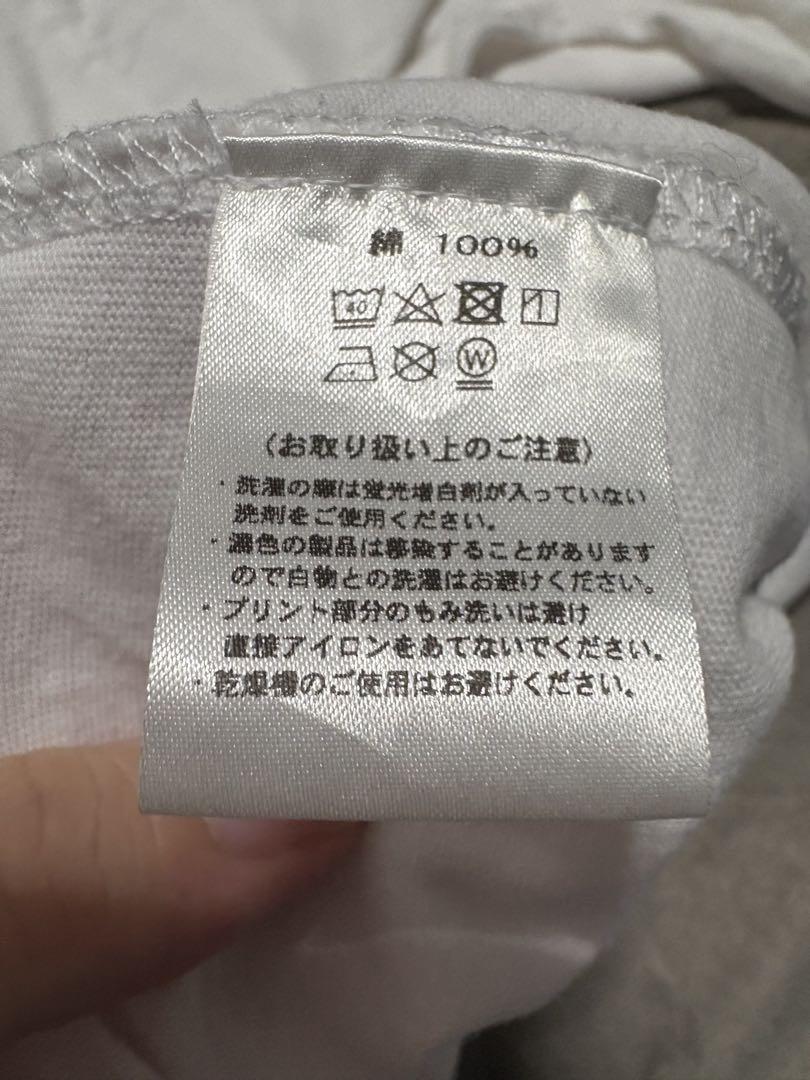 綿 100%
40
W
〈お取り扱い上のご注意〉
・洗濯の際は蛍光増白剤が入っていない
洗剤をご使用ください。
・濃色の製品は移染することがあります
ので白物との洗濯はお避けください。
・プリント部分のもみ洗いは避け
直接アイロンをあてないでください。
・乾燥機のご使用はお避けください。